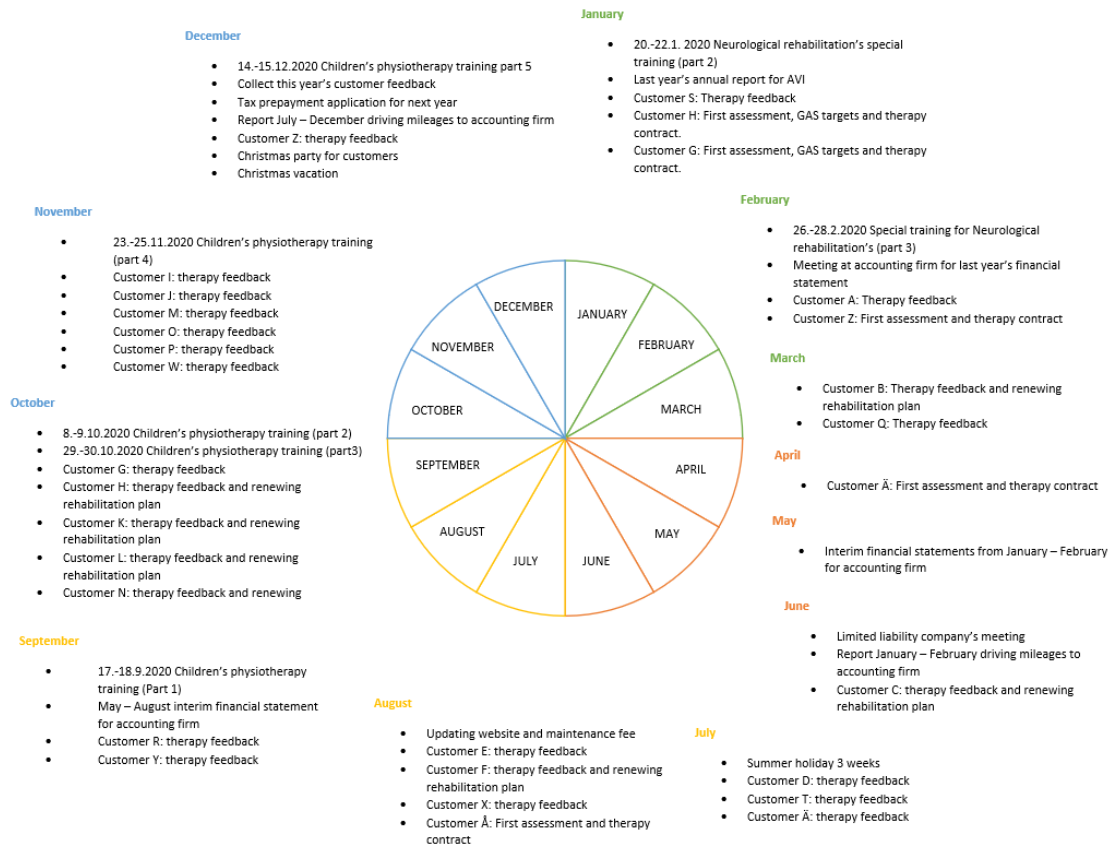 January
• 20.-22.1. 2020 Neurological rehabilitation's special
training (part 2)
• Last year's annual report for AVI
• Customer S: Therapy feedback
• Customer H: First assessment, GAS targets and therapy
contract.
• Customer G: First assessment, GAS targets and therapy
contract.
February
• 26.-28.2.2020 Special training for Neurological
rehabilitation's (part 3)
• Meeting at accounting firm for last year's financial
statement
• Customer A: Therapy feedback
• Customer Z: First assessment and therapy contract
March
• Customer B: Therapy feedback and renewing
rehabilitation plan
• Customer Q: Therapy feedback
April
• Customer Ä: First assessment and therapy contract
May
• Interim financial statements from January – February
for accounting firm
June
• Limited liability company's meeting
• Report January – February driving mileages to
accounting firm
• Customer C: therapy feedback and renewing
rehabilitation plan
July
• Summer holiday 3 weeks
• Customer D: therapy feedback
• Customer T: therapy feedback
• Customer Ä: therapy feedback
August
• Updating website and maintenance fee
• Customer E: therapy feedback
• Customer F: therapy feedback and renewing
rehabilitation plan
• Customer X: therapy feedback
• Customer Å: First assessment and therapy
contract
September
• 17.-18.9.2020 Children's physiotherapy
training (Part 1)
• May – August interim financial statement
for accounting firm
• Customer R: therapy feedback
• Customer Y: therapy feedback
October
• 8.-9.10.2020 Children's physiotherapy training (part 2)
• 29.-30.10.2020 Children's physiotherapy training (part3)
• Customer G: therapy feedback
• Customer H: therapy feedback and renewing
rehabilitation plan
• Customer K: therapy feedback and renewing
rehabilitation plan
• Customer L: therapy feedback and renewing
rehabilitation plan
• Customer N: therapy feedback and renewing
November
• 23.-25.11.2020 Children's physiotherapy training
(part 4)
• Customer I: therapy feedback
• Customer J: therapy feedback
• Customer M: therapy feedback
• Customer O: therapy feedback
• Customer P: therapy feedback
• Customer W: therapy feedback
December
• 14.-15.12.2020 Children's physiotherapy training part 5
• Collect this year's customer feedback
• Tax prepayment application for next year
• Report July – December driving mileages to accounting firm
• Customer Z: therapy feedback
• Christmas party for customers
• Christmas vacation
JANUARY
FEBRUARY
MARCH
APRIL
MAY
JUNE
JULY
AUGUST
SEPTEMBER
OCTOBER
NOVEMBER
DECEMBER